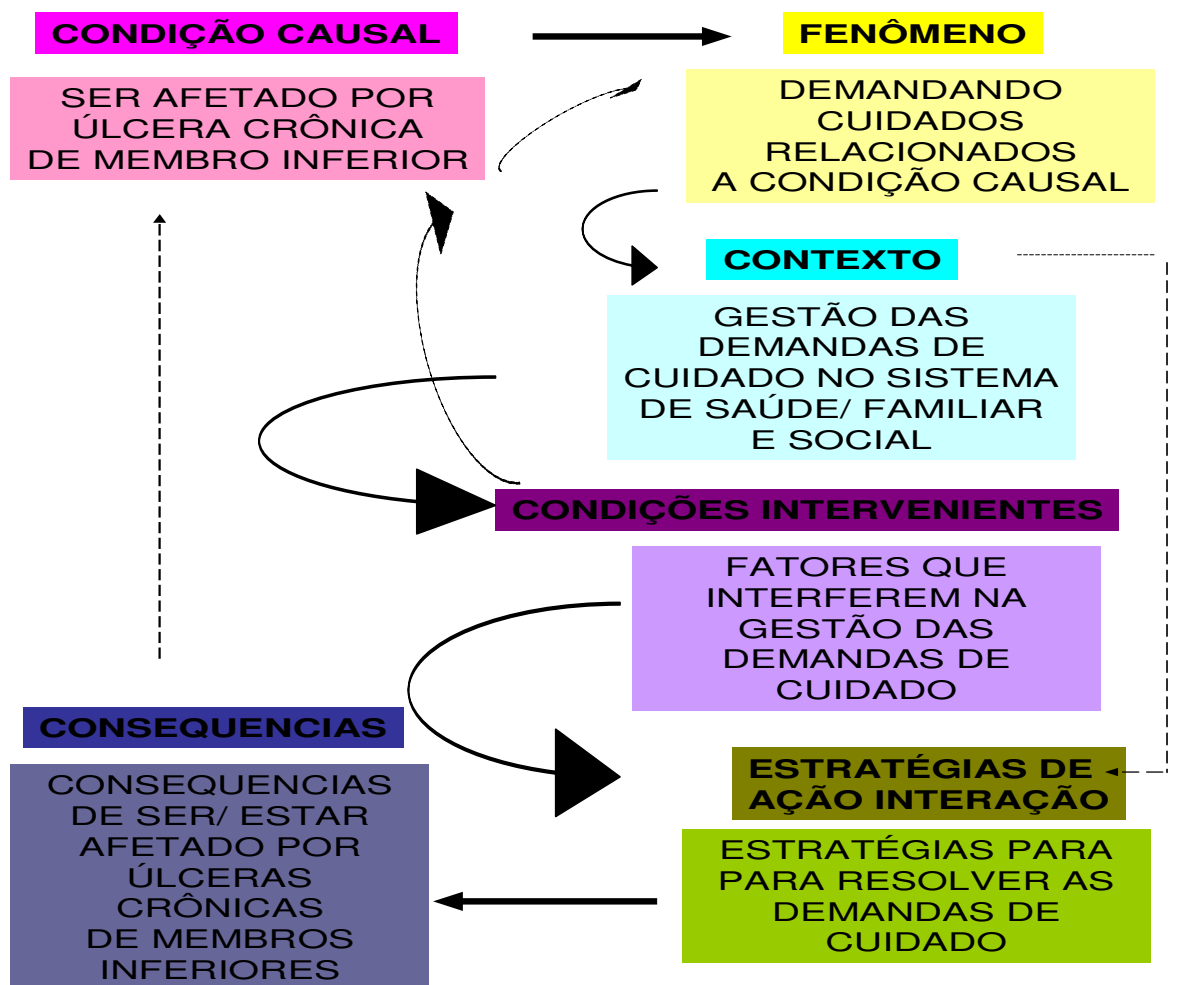 CONDIÇÃO CAUSAL
SER AFETADO POR
ÚLCERA CRÔNICA
DE MEMBRO INFERIOR
FENÔMENO
DEMANDANDO
CUIDADOS
RELACIONADOS
A CONDIÇÃO CAUSAL
CONTEXTO
GESTÃO DAS
DEMANDAS DE
CUIDADO NO SISTEMA
DE SAÚDE/ FAMILIAR
E SOCIAL
CONDIÇÕES INTERVENIENTES
FATORES QUE
INTERFEREM NA
GESTÃO DAS
DEMANDAS DE
CUIDADO
ESTRATÉGIAS DE
AÇÃO INTERAÇÃO
ESTRATÉGIAS PARA
PARA RESOLVER AS
DEMANDAS DE
CUIDADO
CONSEQUENCIAS
CONSEQUENCIAS
DE SER/ ESTAR
AFETADO POR
ÚLCERAS
CRÔNICAS
DE MEMBROS
INFERIORES